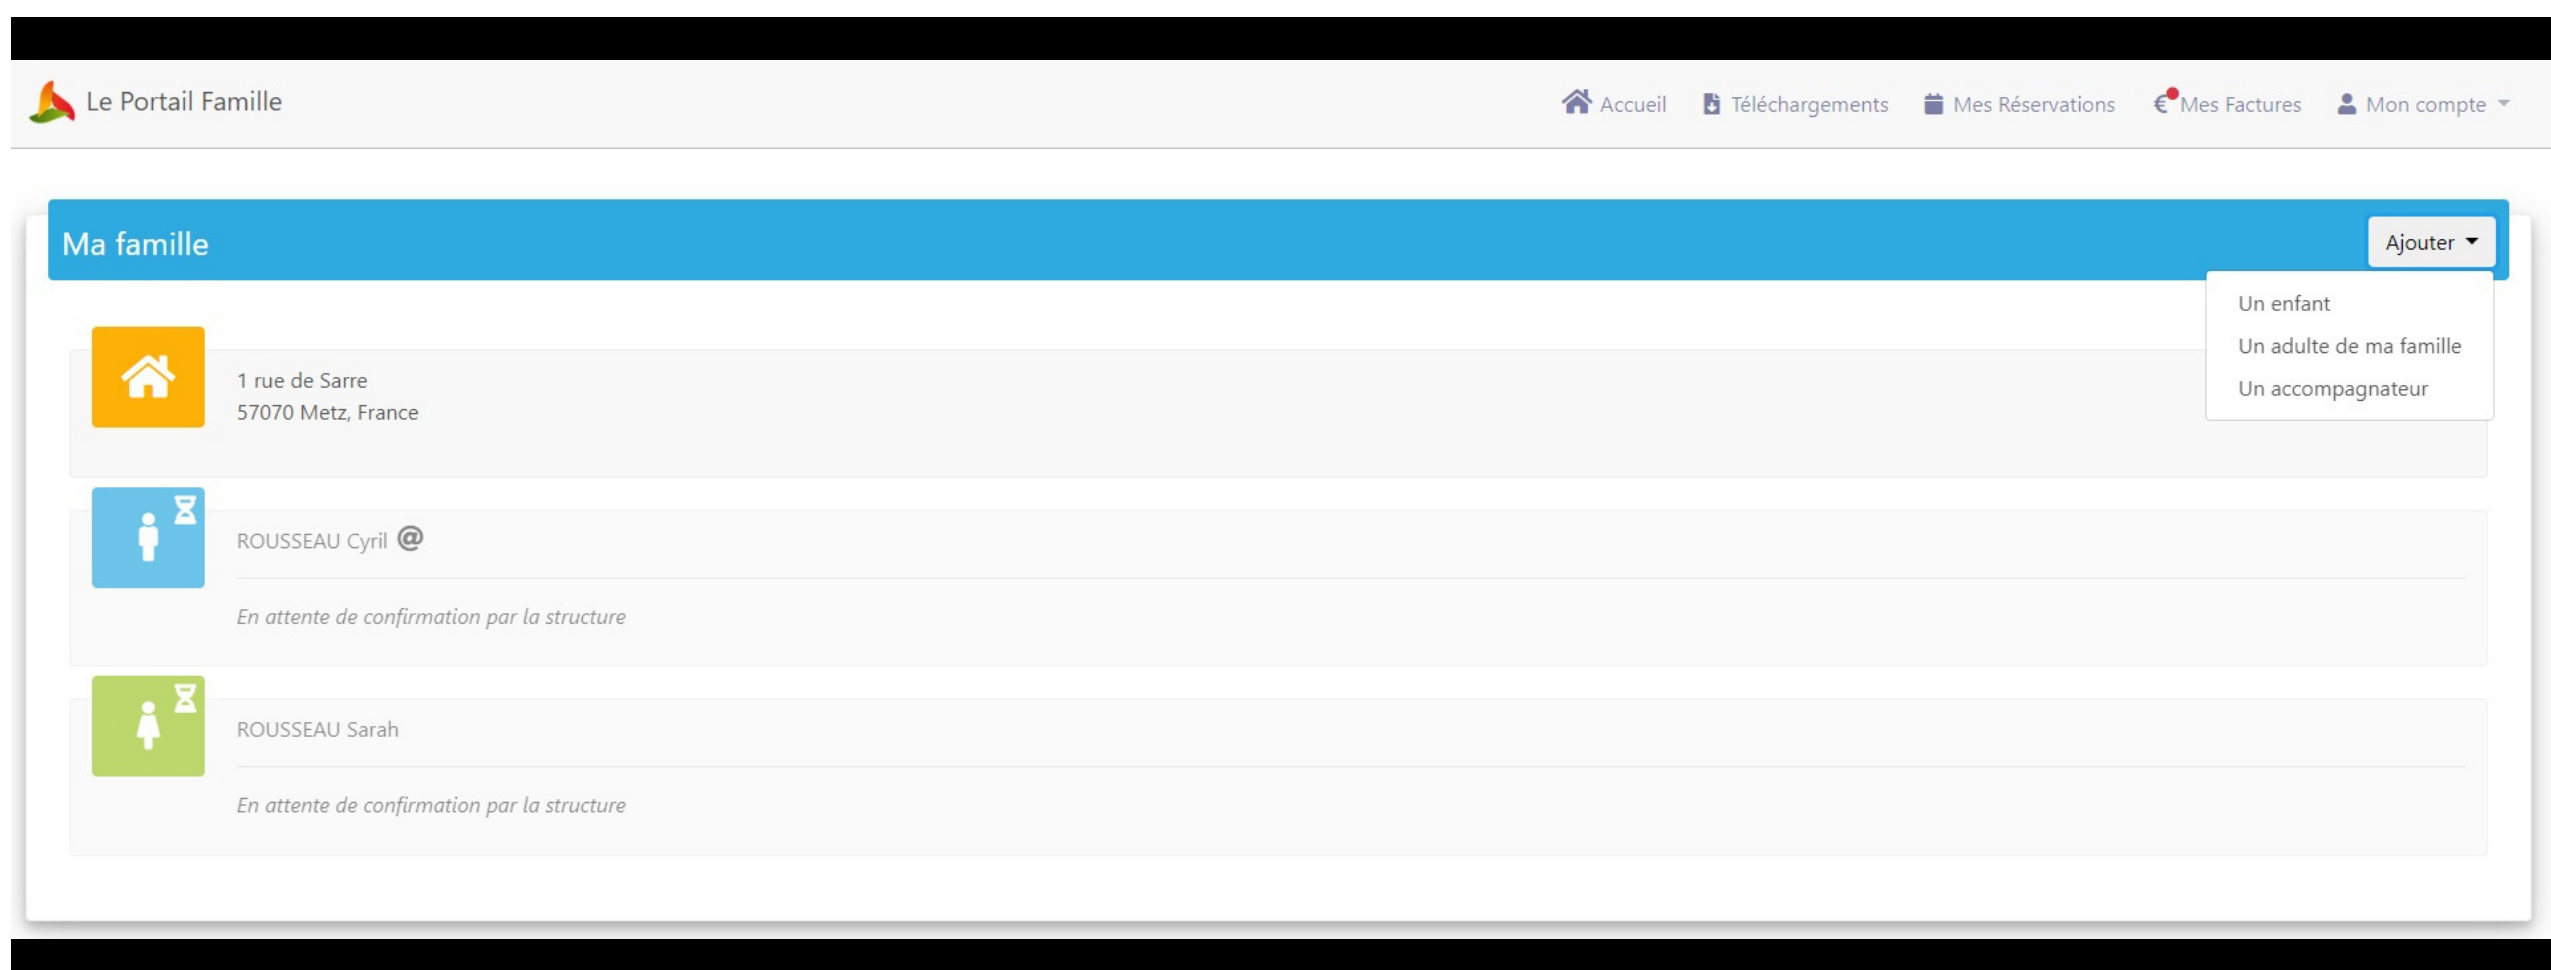 Le Portail Famille
Accueil
Téléchargements
Mes Réservations
€ Mes Factures
Mon compte
Ma famille
Ajouter
Un enfant
Un adulte de ma famille
Un accompagnateur
1 rue de Sarre
57070 Metz, France
ROUSSEAU Cyril @
En attente de confirmation par la structure
ROUSSEAU Sarah
En attente de confirmation par la structure